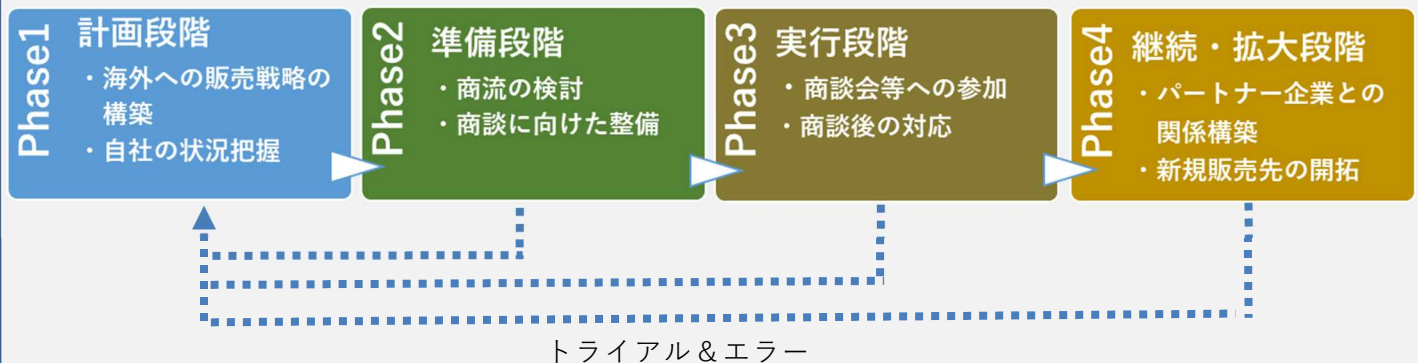 Phase1
計画段階
・海外への販売戦略の
構築
・自社の状況把握
Phase2
準備段階
・商流の検討
・商談に向けた整備
Phase3
実行段階
・商談会等への参加
・商談後の対応
Phase4
継続・拡大段階
・パートナー企業との
関係構築
・新規販売先の開拓
トライアル＆エラー